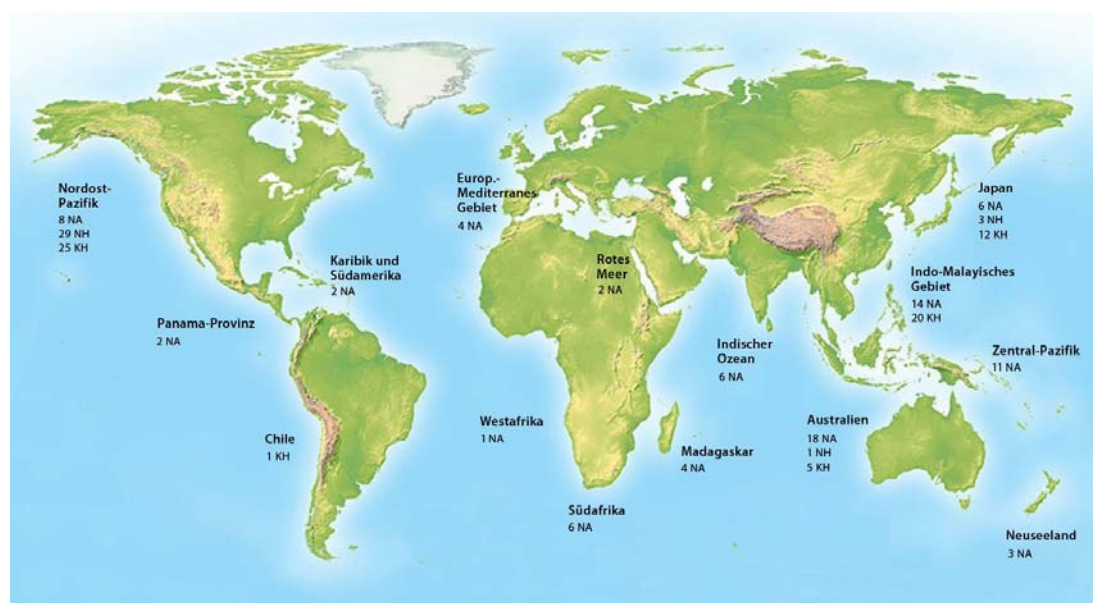 Nordost-
Pazifik
8 NA
29 NH
25 KH
Karibik und
Südamerika
2 NA
Panama-Provinz
2 NA
Chile
1 KH
Europ.-
Mediterranes
Gebiet
4 NA
Rotes
Meer
2 NA
Westafrika
1 NA
Südafrika
6 NA
Madagaskar
4 NA
Indischer
Ozean
6 NA
Japan
6 NA
3 NH
12 KH
Indo-Malayisches
Gebiet
14 NA
20 KH
Zentral-Pazifik
11 NA
Australien
18 NA
1 NH
5 KH
Neuseeland
3 NA